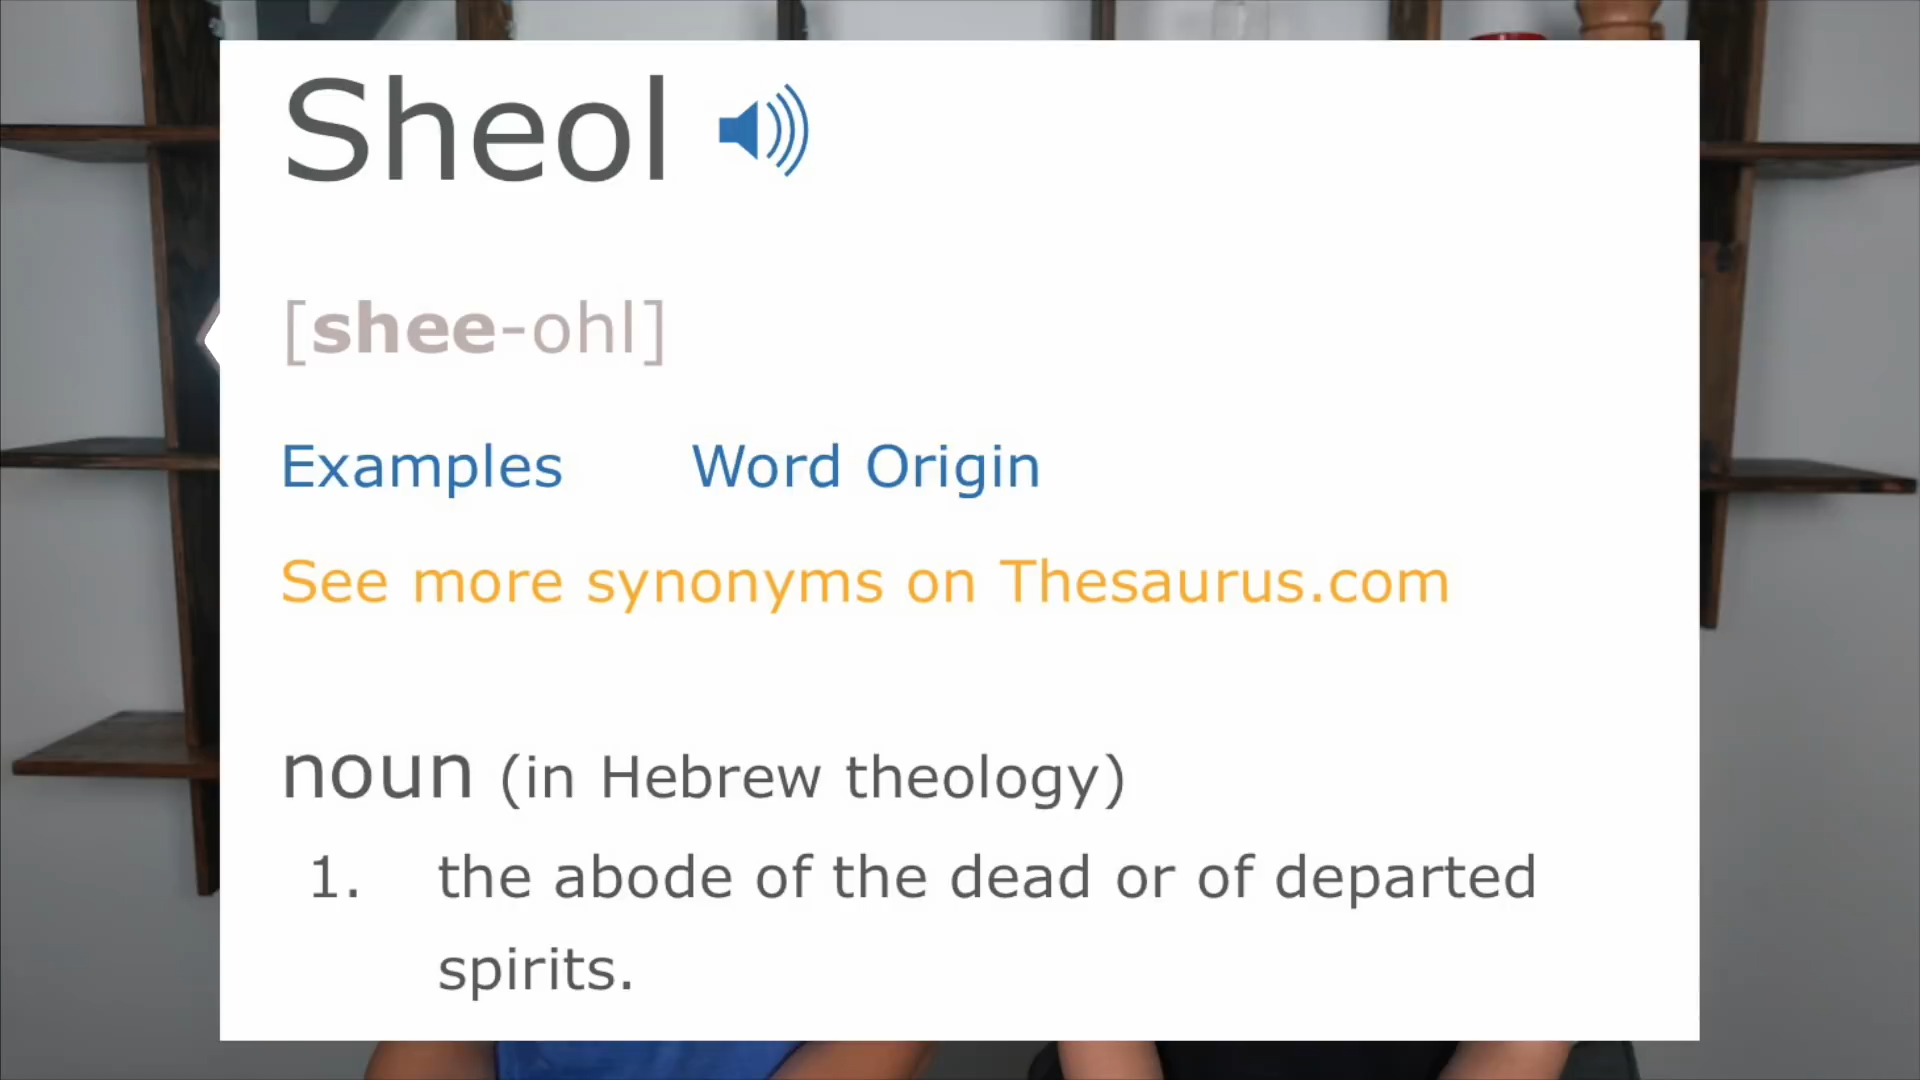 Sheol
[shee-ohl]
Examples Word Origin
See more synonyms on Thesaurus.com
noun (in Hebrew theology)
1. the abode of the dead or of departed
spirits.